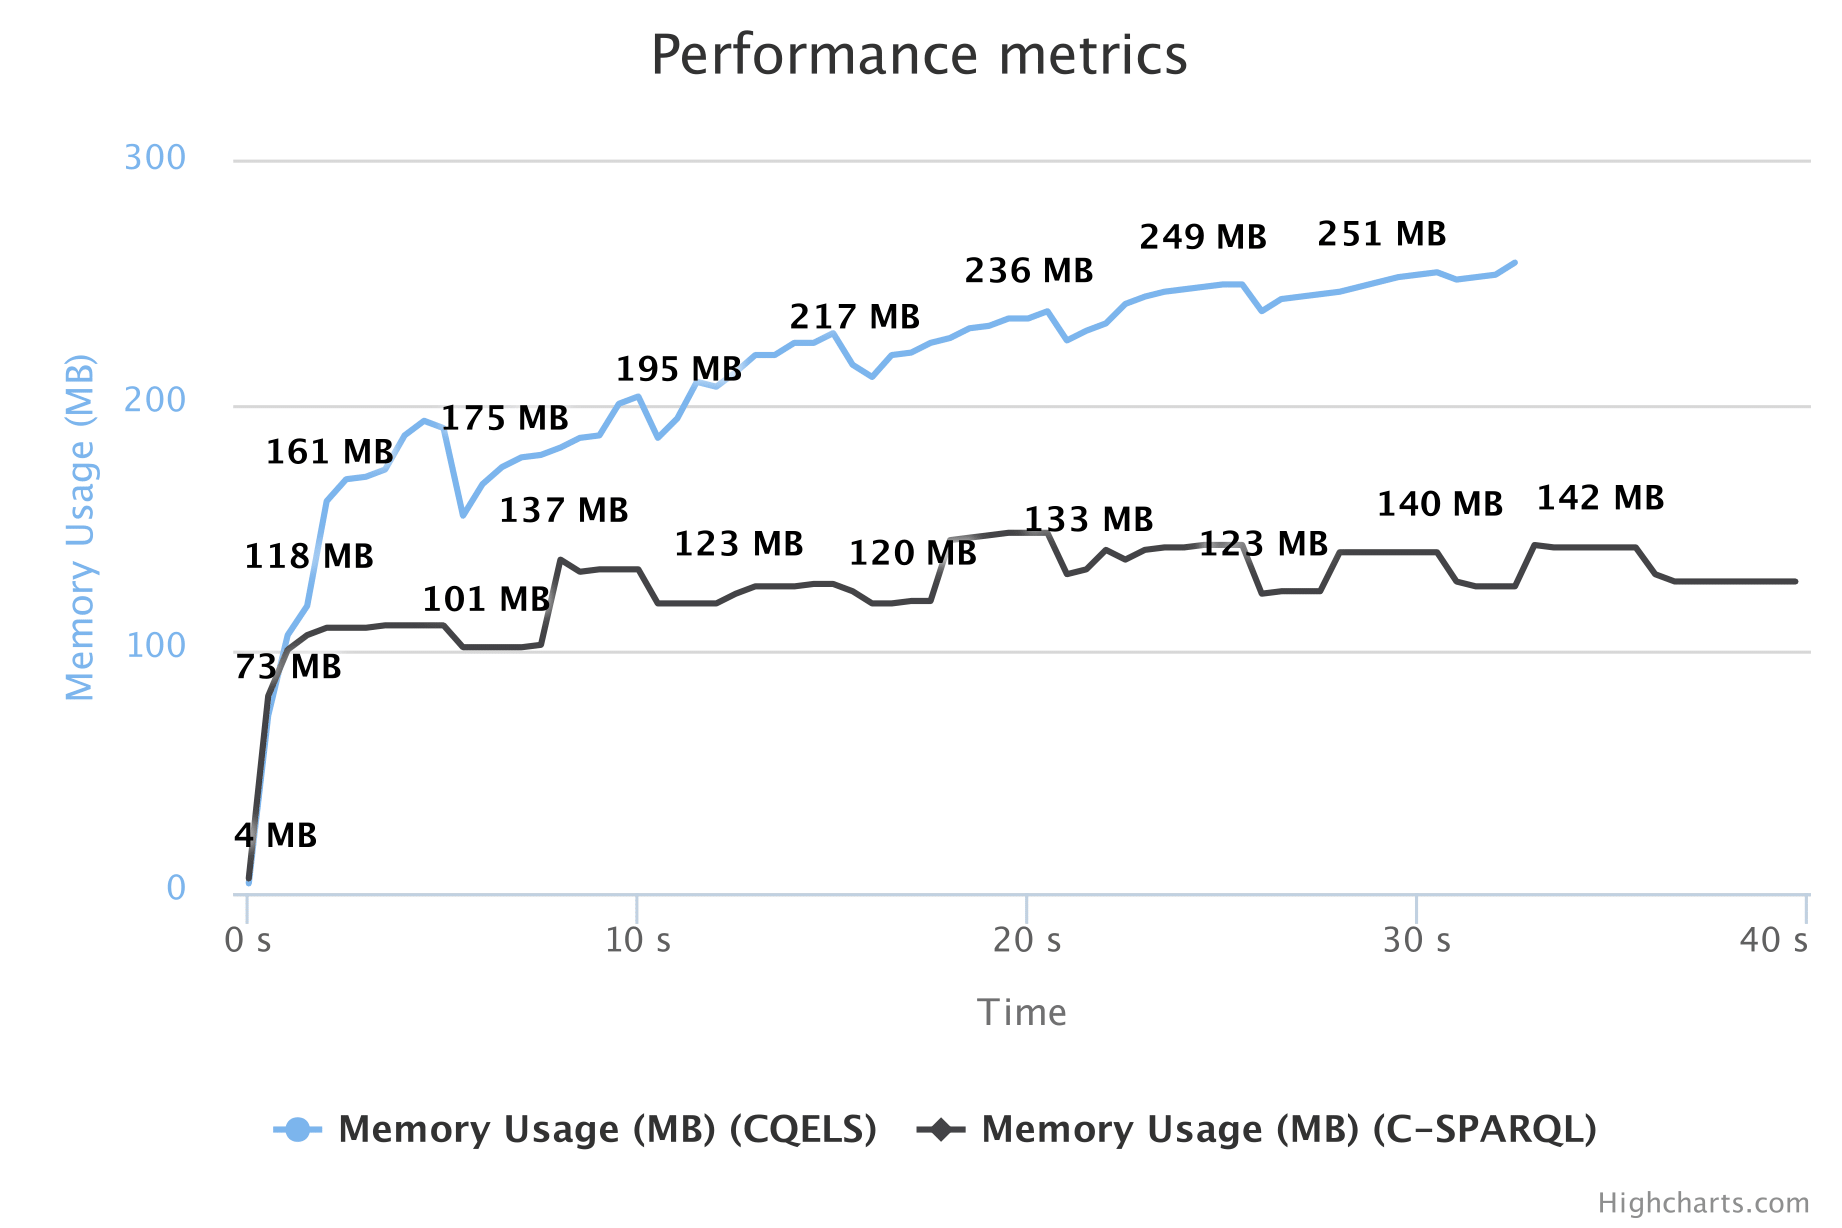 Performance metrics
300
200
100
0
Memory Usage (MB)
249 MB
251 MB
236 MB
217 MB
195 MB
175 MB
161 MB
118 MB
73 MB
4 MB
137 MB
101 MB
123 MB
120 MB
133 MB
123 MB
140 MB
142 MB
0 s
10 s
20 s
30 s
40 s
Time
Memory Usage (MB) (CQELS)
Memory Usage (MB) (C-SPARQL)
Highcharts.com